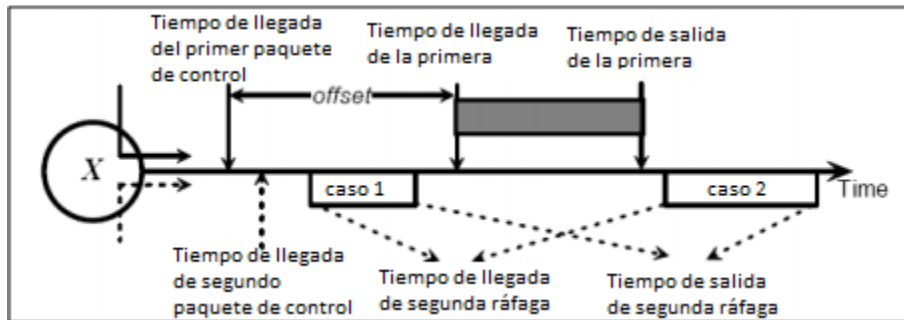 Tiempo de llegada
del primer paquete
de control
Tiempo de llegada
de la primera
Tiempo de salida
de la primera
offset
X
caso 1
caso 2
Time
Tiempo de llegada
de segundo
paquete de control
Tiempo de llegada
de segunda ráfaga
Tiempo de salida
de segunda ráfaga